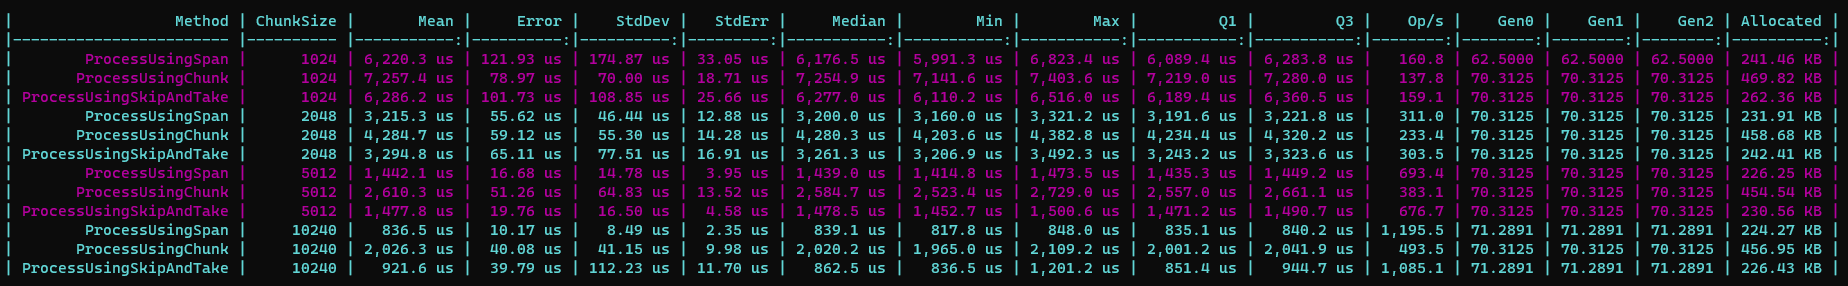 | Method | ChunkSize | Mean | Error | StdDev | StdErr | Median | Min | Max | Q1 | Q3 | Op/s | Gen0 | Gen1 | Gen2 | Allocated |
|----------------------- |---------- |-----------:|----------:|----------:|---------:|-----------:|-----------:|-----------:|-----------:|-----------:|--------:|--------:|--------:|--------:|----------:|
| ProcessUsingSpan | 1024 | 6,220.3 us | 121.93 us | 174.87 us | 33.05 us | 6,176.5 us | 5,991.3 us | 6,823.4 us | 6,089.4 us | 6,283.8 us | 160.8 | 62.5000 | 62.5000 | 62.5000 | 241.46 KB |
| ProcessUsingChunk | 1024 | 7,257.4 us | 78.97 us | 70.00 us | 18.71 us | 7,254.9 us | 7,141.6 us | 7,403.6 us | 7,219.0 us | 7,280.0 us | 137.8 | 70.3125 | 70.3125 | 70.3125 | 469.82 KB |
| ProcessUsingSkipAndTake | 1024 | 6,286.2 us | 101.73 us | 108.85 us | 25.66 us | 6,277.0 us | 6,110.2 us | 6,516.0 us | 6,189.4 us | 6,360.5 us | 159.1 | 70.3125 | 70.3125 | 70.3125 | 262.36 KB |
| ProcessUsingSpan | 2048 | 3,215.3 us | 55.62 us | 46.44 us | 12.88 us | 3,200.0 us | 3,160.0 us | 3,321.2 us | 3,191.6 us | 3,221.8 us | 311.0 | 70.3125 | 70.3125 | 70.3125 | 231.91 KB |
| ProcessUsingChunk | 2048 | 4,284.7 us | 59.12 us | 55.30 us | 14.28 us | 4,280.3 us | 4,203.6 us | 4,382.8 us | 4,234.4 us | 4,320.2 us | 233.4 | 70.3125 | 70.3125 | 70.3125 | 458.68 KB |
| ProcessUsingSkipAndTake | 2048 | 3,294.8 us | 65.11 us | 77.51 us | 16.91 us | 3,261.3 us | 3,206.9 us | 3,492.3 us | 3,243.2 us | 3,323.6 us | 303.5 | 70.3125 | 70.3125 | 70.3125 | 242.41 KB |
| ProcessUsingSpan | 5012 | 1,442.1 us | 16.68 us | 14.78 us | 3.95 us | 1,439.0 us | 1,414.8 us | 1,473.5 us | 1,435.3 us | 1,449.2 us | 693.4 | 70.3125 | 70.3125 | 70.3125 | 226.25 KB |
| ProcessUsingChunk | 5012 | 2,610.3 us | 51.26 us | 64.83 us | 13.52 us | 2,584.7 us | 2,523.4 us | 2,729.0 us | 2,557.0 us | 2,661.1 us | 383.1 | 70.3125 | 70.3125 | 70.3125 | 454.54 KB |
| ProcessUsingSkipAndTake | 5012 | 1,477.8 us | 19.76 us | 16.50 us | 4.58 us | 1,478.5 us | 1,452.7 us | 1,500.6 us | 1,471.2 us | 1,490.7 us | 676.7 | 70.3125 | 70.3125 | 70.3125 | 230.56 KB |
| ProcessUsingSpan | 10240 | 836.5 us | 10.17 us | 8.49 us | 2.35 us | 839.1 us | 817.8 us | 848.0 us | 835.1 us | 840.2 us | 1,195.5 | 71.2891 | 71.2891 | 71.2891 | 224.27 KB |
| ProcessUsingChunk | 10240 | 2,026.3 us | 40.08 us | 41.15 us | 9.98 us | 2,020.2 us | 1,965.0 us | 2,109.2 us | 2,001.2 us | 2,041.9 us | 493.5 | 70.3125 | 70.3125 | 70.3125 | 456.95 KB |
| ProcessUsingSkipAndTake | 10240 | 921.6 us | 39.79 us | 112.23 us | 11.70 us | 862.5 us | 836.5 us | 1,201.2 us | 851.4 us | 944.7 us | 1,085.1 | 71.2891 | 71.2891 | 71.2891 | 226.43 KB |